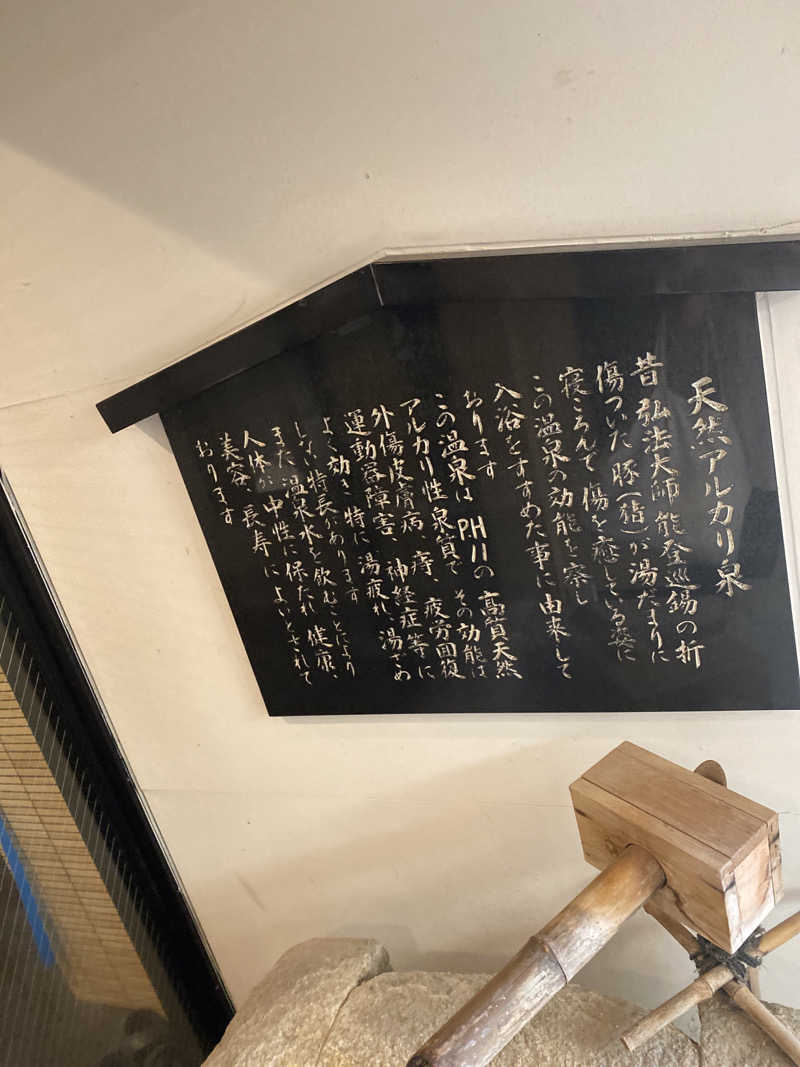 天然アルカリ泉
昔 弘法大師 能登巡錫の折
傷ついた 豚(猪)が湯だまりに
寝ころんで 傷を癒している姿に
この温泉の効能を察し
入浴をすすめた事に 由来して
おります
この温泉は P.H11の 高質天然
アルカリ性泉質で その効能は
外傷皮膚病、痔、疲労回復
運動器障害、神経症等に
よく効き 特に 湯疲れ、湯ざめ
しない特長があります
また 温泉水を飲むことにより
人体が 中性に保たれ 健康、
美容、長寿に よいとされて
おります